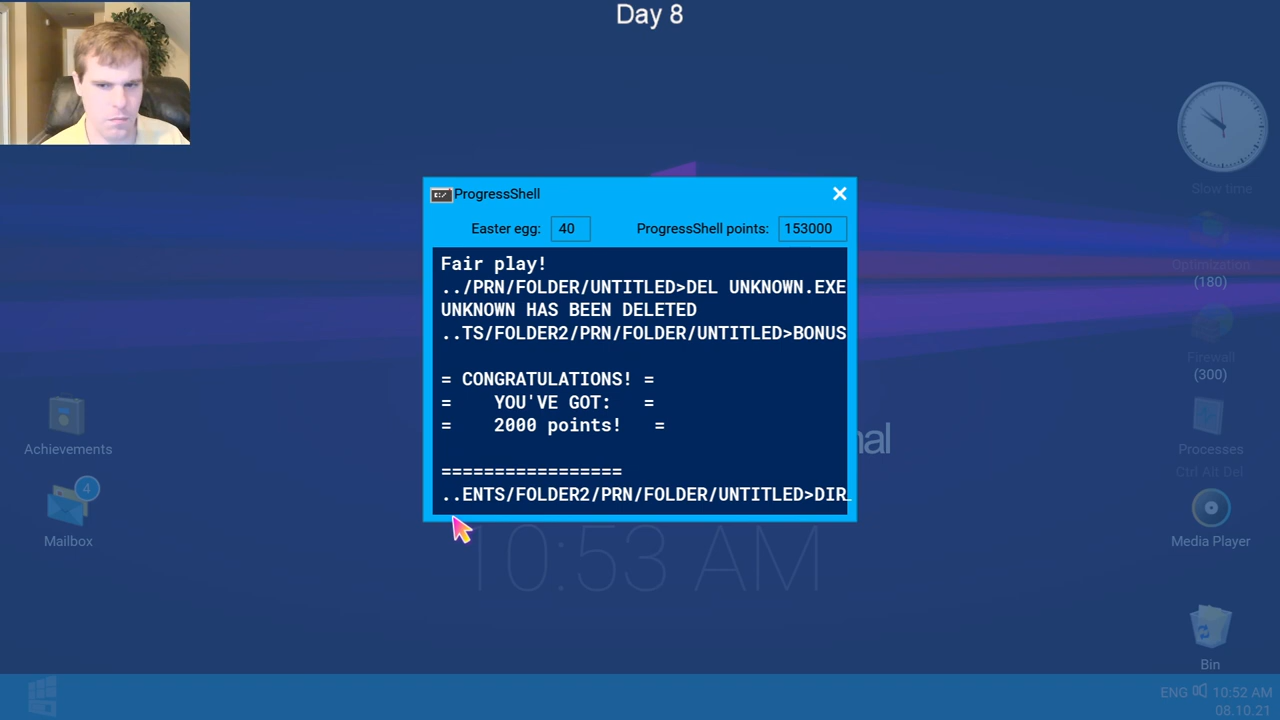 Day 8
ProgressShell
Easter egg: 40 ProgressShell points: 153000
Fair play!
../PRN/FOLDER/UNTITLED>DEL UNKNOWN.EXE
UNKNOWN HAS BEEN DELETED
..TS/FOLDER2/PRN/FOLDER/UNTITLED>BONUS
= CONGRATULATIONS! =
= YOU'VE GOT: =
= 2000 points! =
=================
..ENTS/FOLDER2/PRN/FOLDER/UNTITLED>DIR_
Slow time
Optimization
(180)
Firewall
(300)
Processes
Ctrl Alt Del
Media Player
Bin
Achievements
4
Mailbox
nal
10:53 AM
ENG 10:52 AM
08.10.21